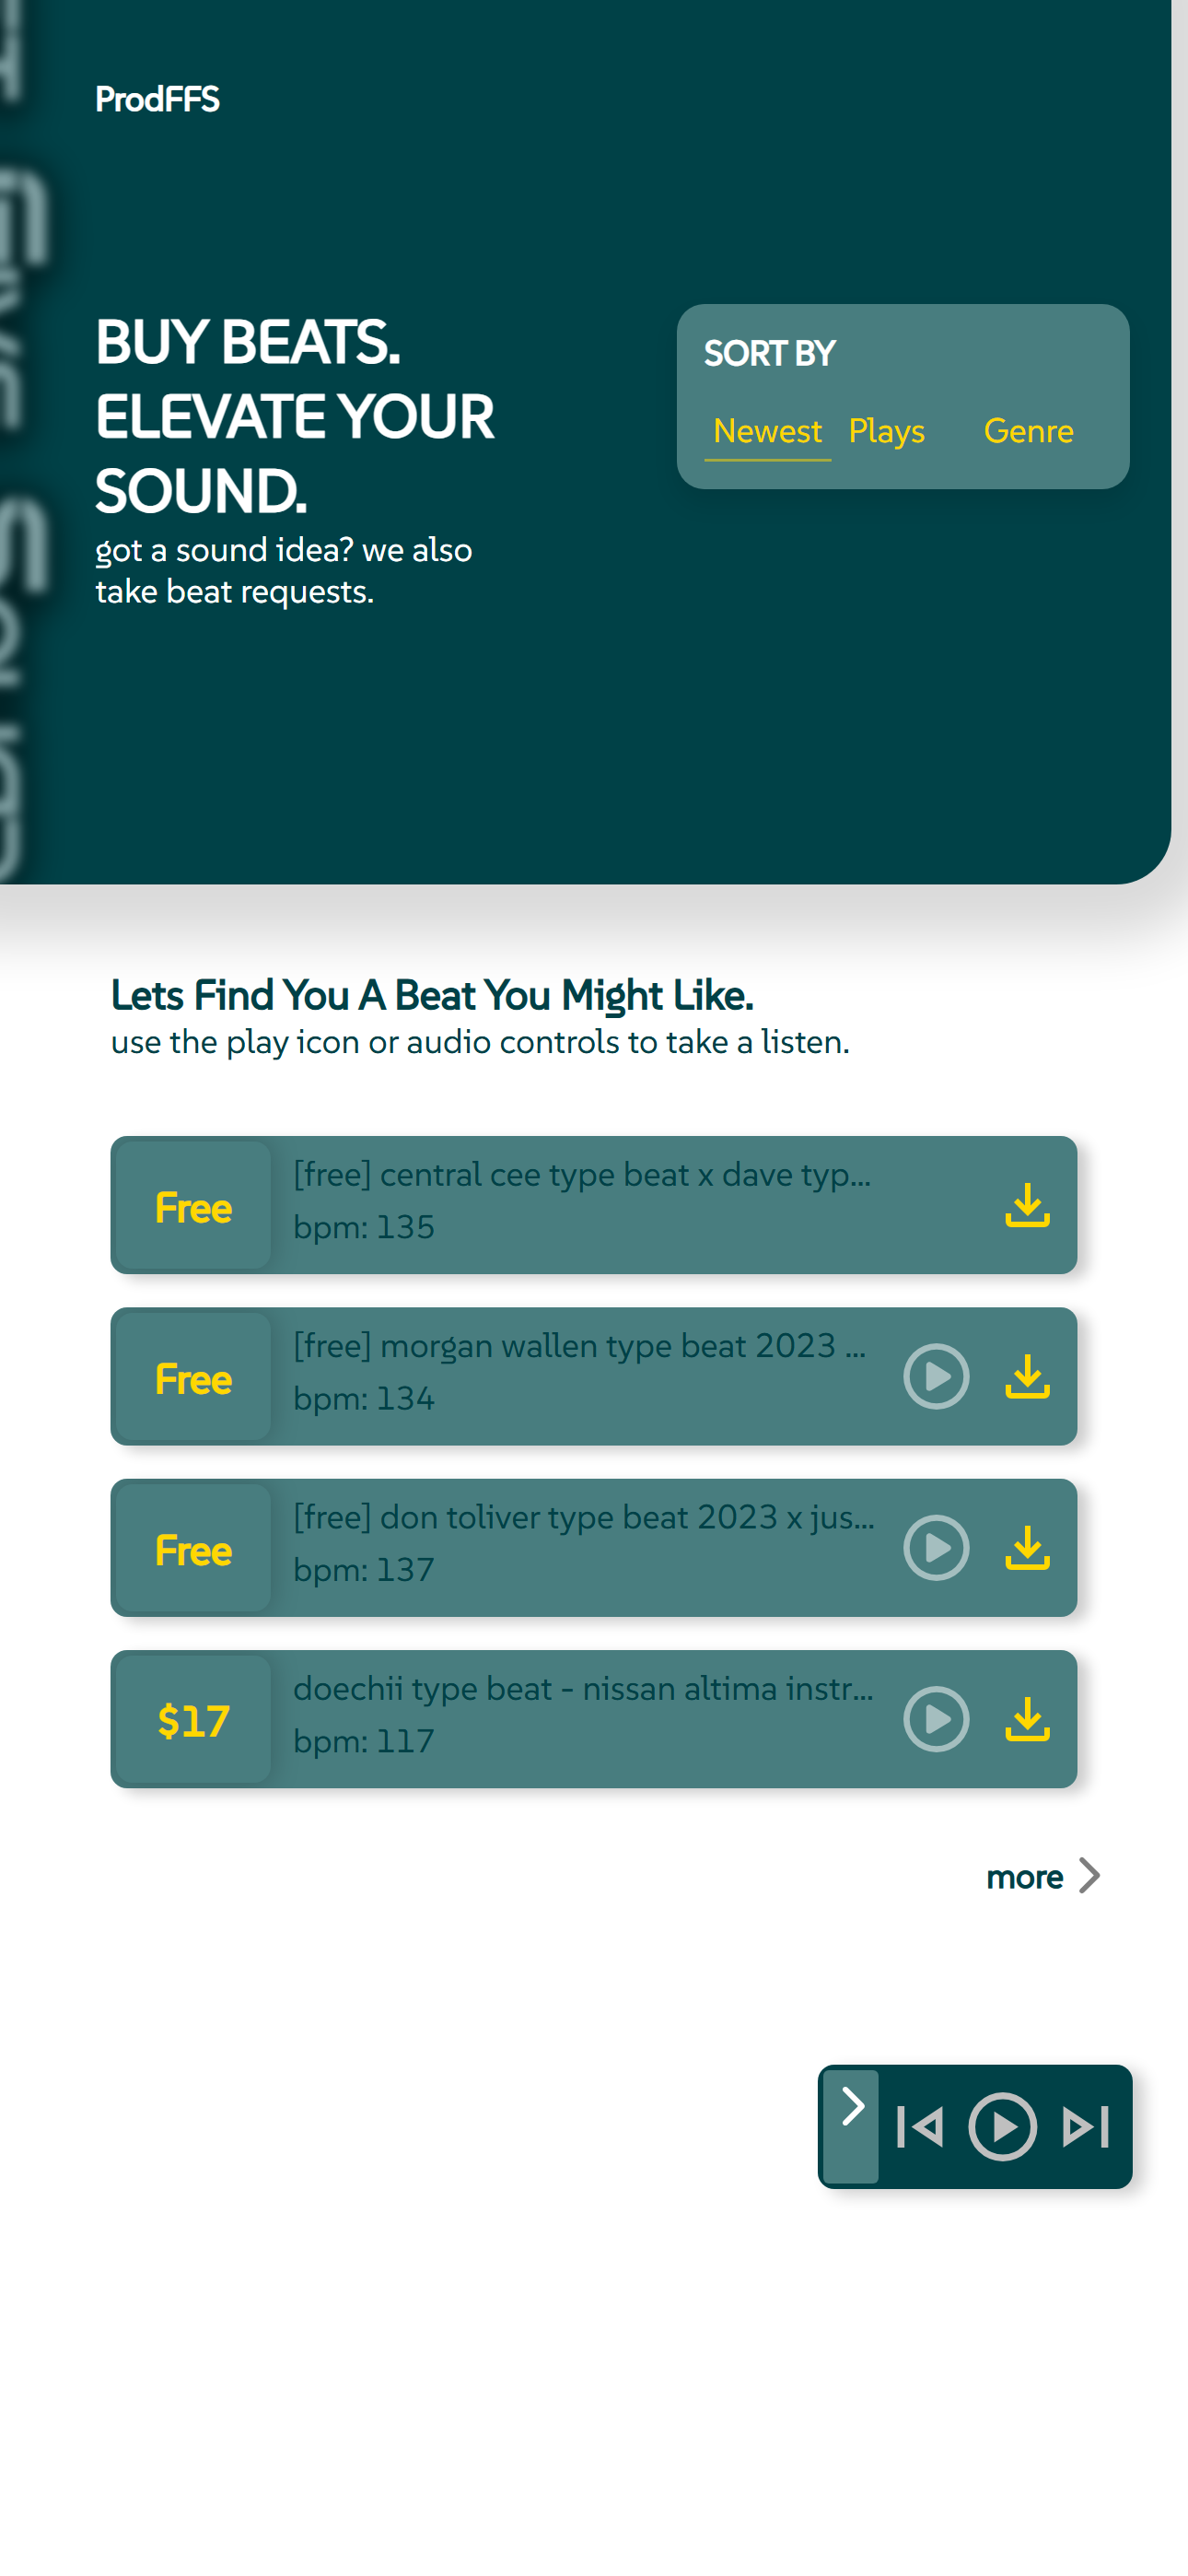 ProdFFS
BUY BEATS.
ELEVATE YOUR
SOUND.
got a sound idea? we also
take beat requests.
SORT BY
Newest Plays Genre
Lets Find You A Beat You Might Like.
use the play icon or audio controls to take a listen.
Free
[free] central cee type beat x dave typ...
bpm: 135
Free
[free] morgan wallen type beat 2023 ...
bpm: 134
Free
[free] don toliver type beat 2023 x jus...
bpm: 137
$17
doechii type beat - nissan altima instr...
bpm: 117
more